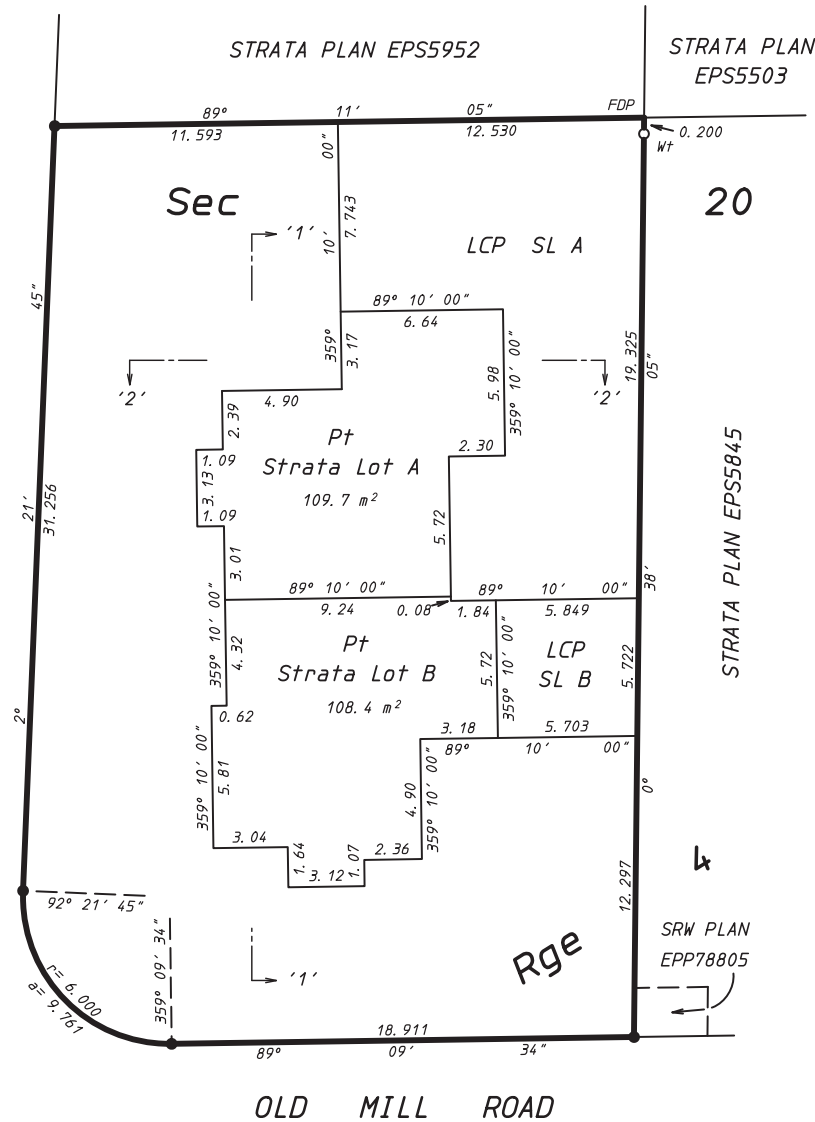 STRATA PLAN EPS5952
STRATA PLAN
EPS5503
89° 11' 05"
FDP
11.593
12.530
0.200
Wt
00"
Sec
20
7.743
'1'
10'
LCP SL A
45"
89° 10' 00"
6.64
359°
3.17
5.98
359° 10' 00"
19.325
05"
'2'
'2'
4.90
2.39
Pt
Strata Lot A
109.7 m²
2.30
1.09
3.13
1.09
21'
31.256
5.72
STRATA PLAN EPS5845
3.01
89° 10' 00"
89° 10' 00"
38'
9.24
0.08
1.84
5.849
359° 10' 00"
4.32
Pt
Strata Lot B
108.4 m²
5.72
359° 10' 00"
LCP
SL B
5.722
2°
0.62
3.18
5.703
89° 10' 00"
359° 10' 00"
5.81
4.90
359° 10' 00"
0°
3.04
1.64
3.12
1.07
2.36
4
12.297
92° 21' 45"
359° 09' 34"
SRW PLAN
EPP78805
Rge
'1'
r= 6.000
a= 9.761
18.911
89° 09' 34"
OLD MILL ROAD